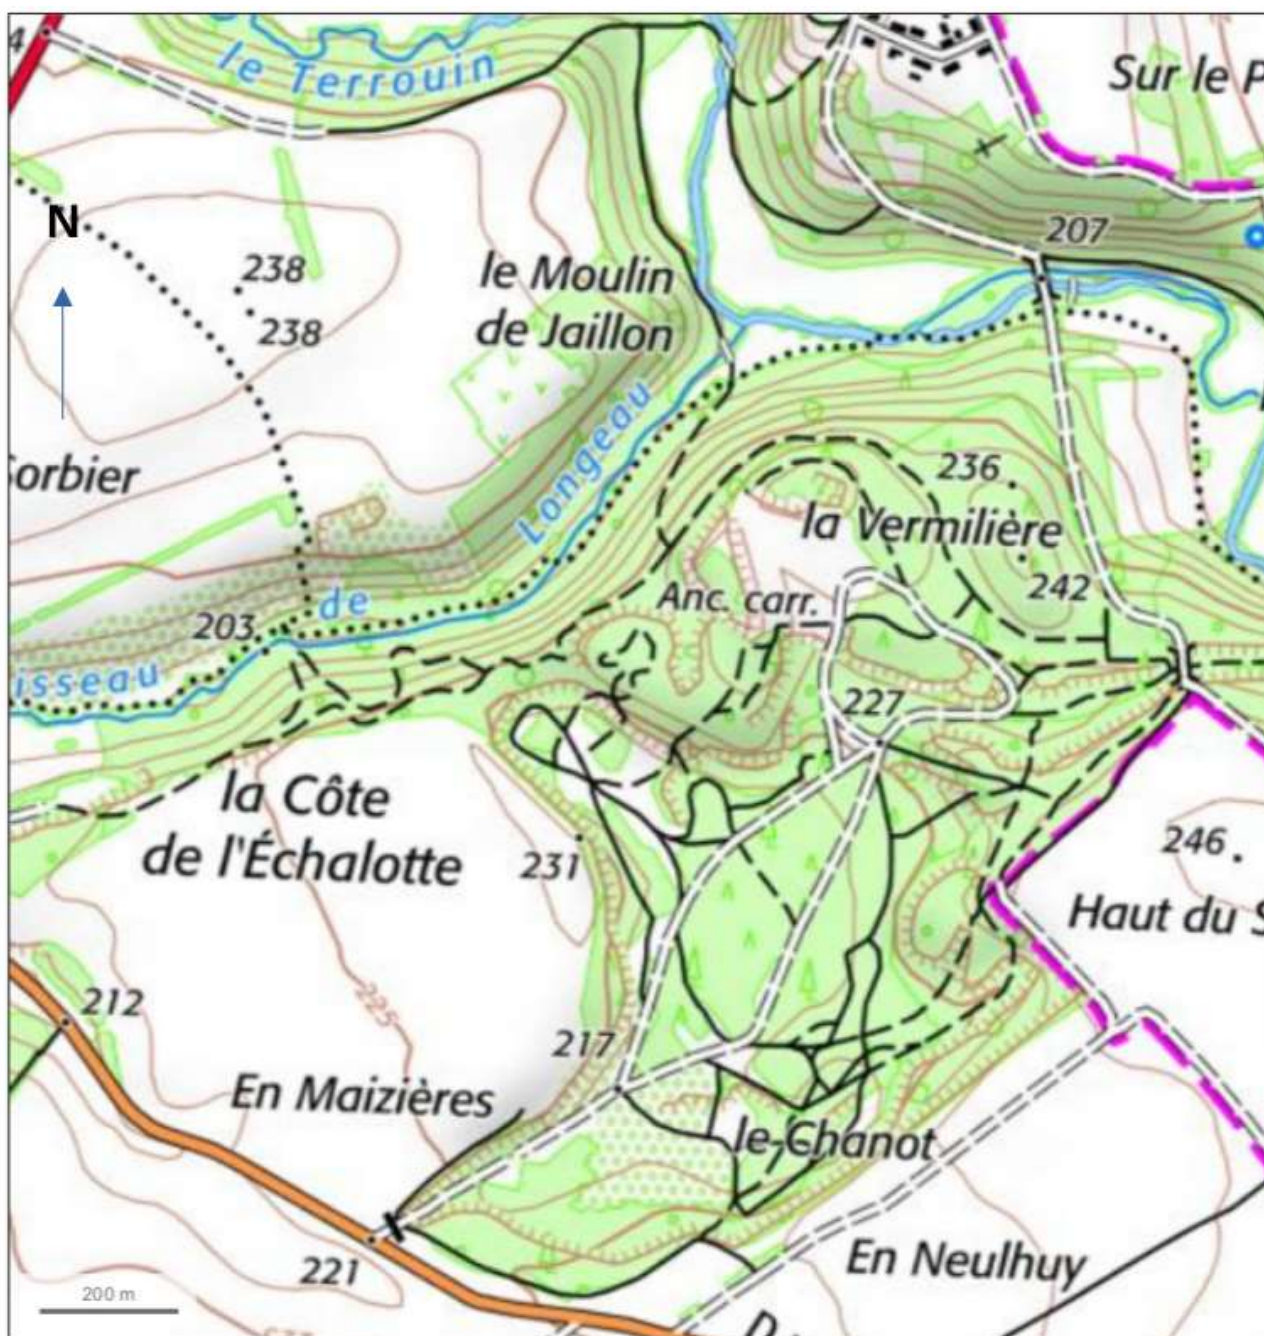 4
le Terrouin
Sur le P
N
207
238
238
le Moulin
de Jaillon
Sorbier
Longeau
236
la Vermilière
242
Anc. carr.
de
203
isseau
227
la Côte
de l'Échalotte
231
246
Haut du S
225
212
217
En Maizières
le Chanot
En Neulhuy
221
200 m